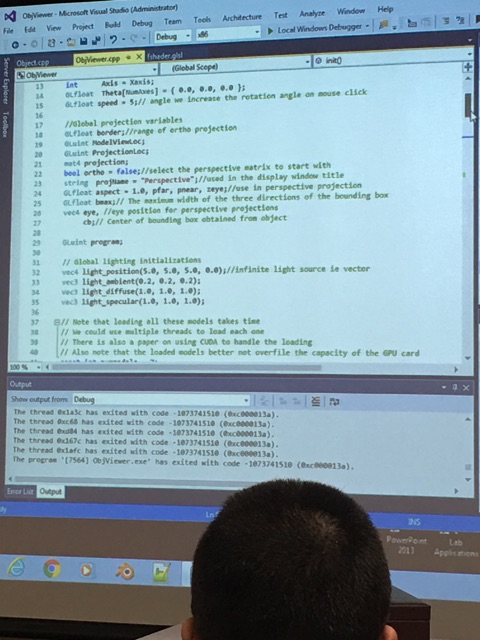 ObjViewer - Microsoft Visual Studio (Administrator)
File Edit View Project Build Debug Team Tools Architecture Test Analyze Window Help
Debug x86 Local Windows Debugger
Object.cpp ObjViewer.cpp fshader.glsl
ObjViewer (Global Scope) init()
Server Explorer Toolbox
13 int Axis = Xaxis;
14 GLfloat Theta[NumAxes] = { 0.0, 0.0, 0.0 };
15 GLfloat speed = 5;// angle we increase the rotation angle on mouse click
16
17 //Global projection variables
18 GLfloat border;//range of ortho projection
19 GLuint ModelViewLoc;
20 GLuint ProjectionLoc;
21 mat4 projection;
22 bool ortho = false;//select the perspective matrix to start with
23 string projName = "Perspective";//used in the display window title
24 GLfloat aspect = 1.0, pfar, pnear, zeye;//use in perspective projection
25 GLfloat bmax;// The maximum width of the three directions of the bounding box
26 vec4 eye, //eye position for perspective projections
27 cb;// Center of bounding box obtained from object
28
29 GLuint program;
30
31 // Global lighting initializations
32 vec4 light_position(5.0, 5.0, 5.0, 0.0);//infinite light source ie vector
33 vec3 light_ambient(0.2, 0.2, 0.2);
34 vec3 light_diffuse(1.0, 1.0, 1.0);
35 vec3 light_specular(1.0, 1.0, 1.0);
36
37 // Note that loading all these models takes time
38 // We could use multiple threads to load each one
39 // There is also a paper on using CUDA to handle the loading
40 // Also note that the loaded models better not overfile the capacity of the GPU card
100 %
Output
Show output from: Debug
The thread 0x1a3c has exited with code -1073741510 (0xc000013a).
The thread 0xc68 has exited with code -1073741510 (0xc000013a).
The thread 0xd84 has exited with code -1073741510 (0xc000013a).
The thread 0x167c has exited with code -1073741510 (0xc000013a).
The thread 0x1afc has exited with code -1073741510 (0xc000013a).
The program '[7564] ObjViewer.exe' has exited with code -1073741510 (0xc000013a).
Error List Output
INS
PowerPoint 2013
Lab Applications